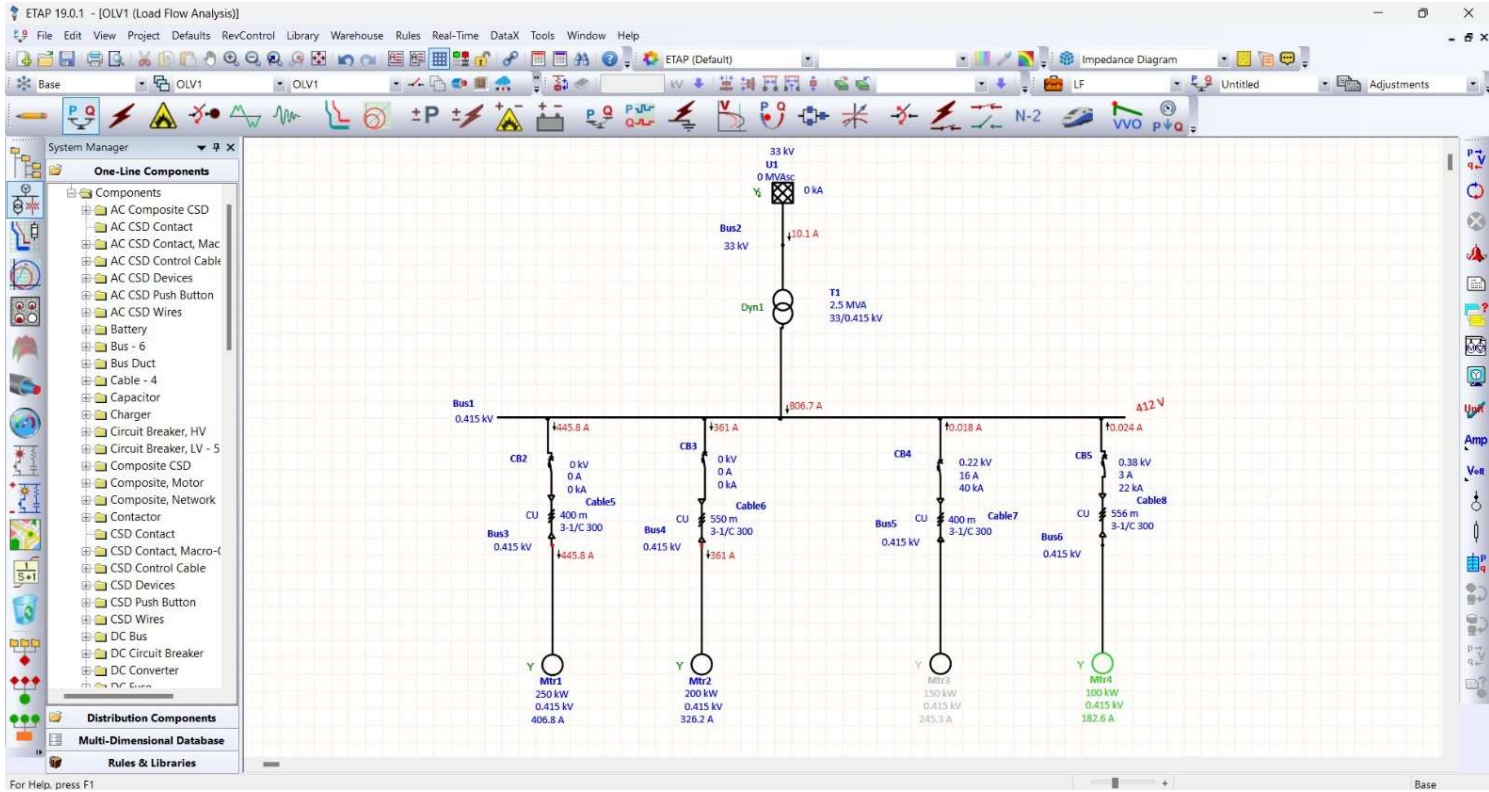 ETAP 19.0.1 - [OLV1 (Load Flow Analysis)]
File Edit View Project Defaults RevControl Library Warehouse Rules Real-Time DataX Tools Window Help
ETAP (Default)
Impedance Diagram
Base
OLV1
OLV1
kV
LF
Untitled
Adjustments
N-2
VVO
System Manager
One-Line Components
Components
AC Composite CSD
AC CSD Contact
AC CSD Contact, Mac
AC CSD Control Cable
AC CSD Devices
AC CSD Push Button
AC CSD Wires
Battery
Bus - 6
Bus Duct
Cable - 4
Capacitor
Charger
Circuit Breaker, HV
Circuit Breaker, LV - 5
Composite CSD
Composite, Motor
Composite, Network
Contactor
CSD Contact
CSD Contact, Macro-(
CSD Control Cable
CSD Devices
CSD Push Button
CSD Wires
DC Bus
DC Circuit Breaker
DC Converter
Distribution Components
Multi-Dimensional Database
Rules & Libraries
33 kV
U1
0 MVAsc
0 kA
Bus2
33 kV
10.1 A
Dyn1
T1
2.5 MVA
33/0.415 kV
Bus1
0.415 kV
806.7 A
412 V
445.8 A
CB2
0 kV
0 A
0 kA
Cable5
CU
400 m
3-1/C 300
Bus3
0.415 kV
445.8 A
Y
Mtr1
250 kW
0.415 kV
406.8 A
361 A
CB3
0 kV
0 A
0 kA
Cable6
CU
550 m
3-1/C 300
Bus4
0.415 kV
361 A
Y
Mtr2
200 kW
0.415 kV
326.2 A
0.018 A
CB4
0.22 kV
16 A
40 kA
CU
400 m
Cable7
3-1/C 300
Bus5
0.415 kV
Y
Mtr3
150 kW
0.415 kV
245.3 A
0.024 A
CB5
0.38 kV
3 A
22 kA
Cable8
CU
556 m
3-1/C 300
Bus6
0.415 kV
Y
Mtr4
100 kW
0.415 kV
182.6 A
Unit
Amp
Volt
For Help, press F1
Base